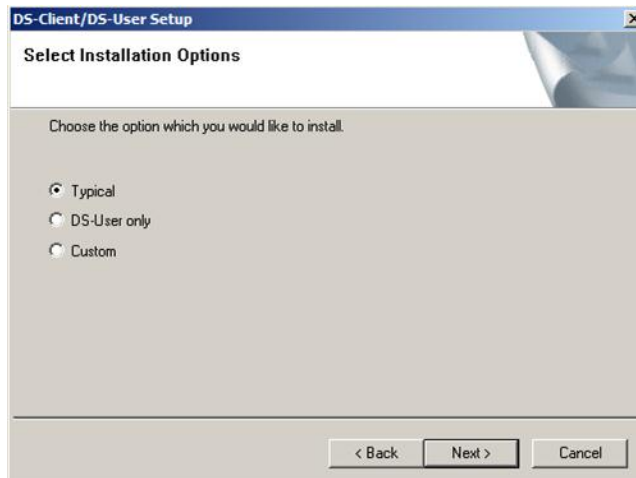 DS-Client/DS-User Setup
Select Installation Options
Choose the option which you would like to install.
Typical
DS-User only
Custom
< Back Next > Cancel